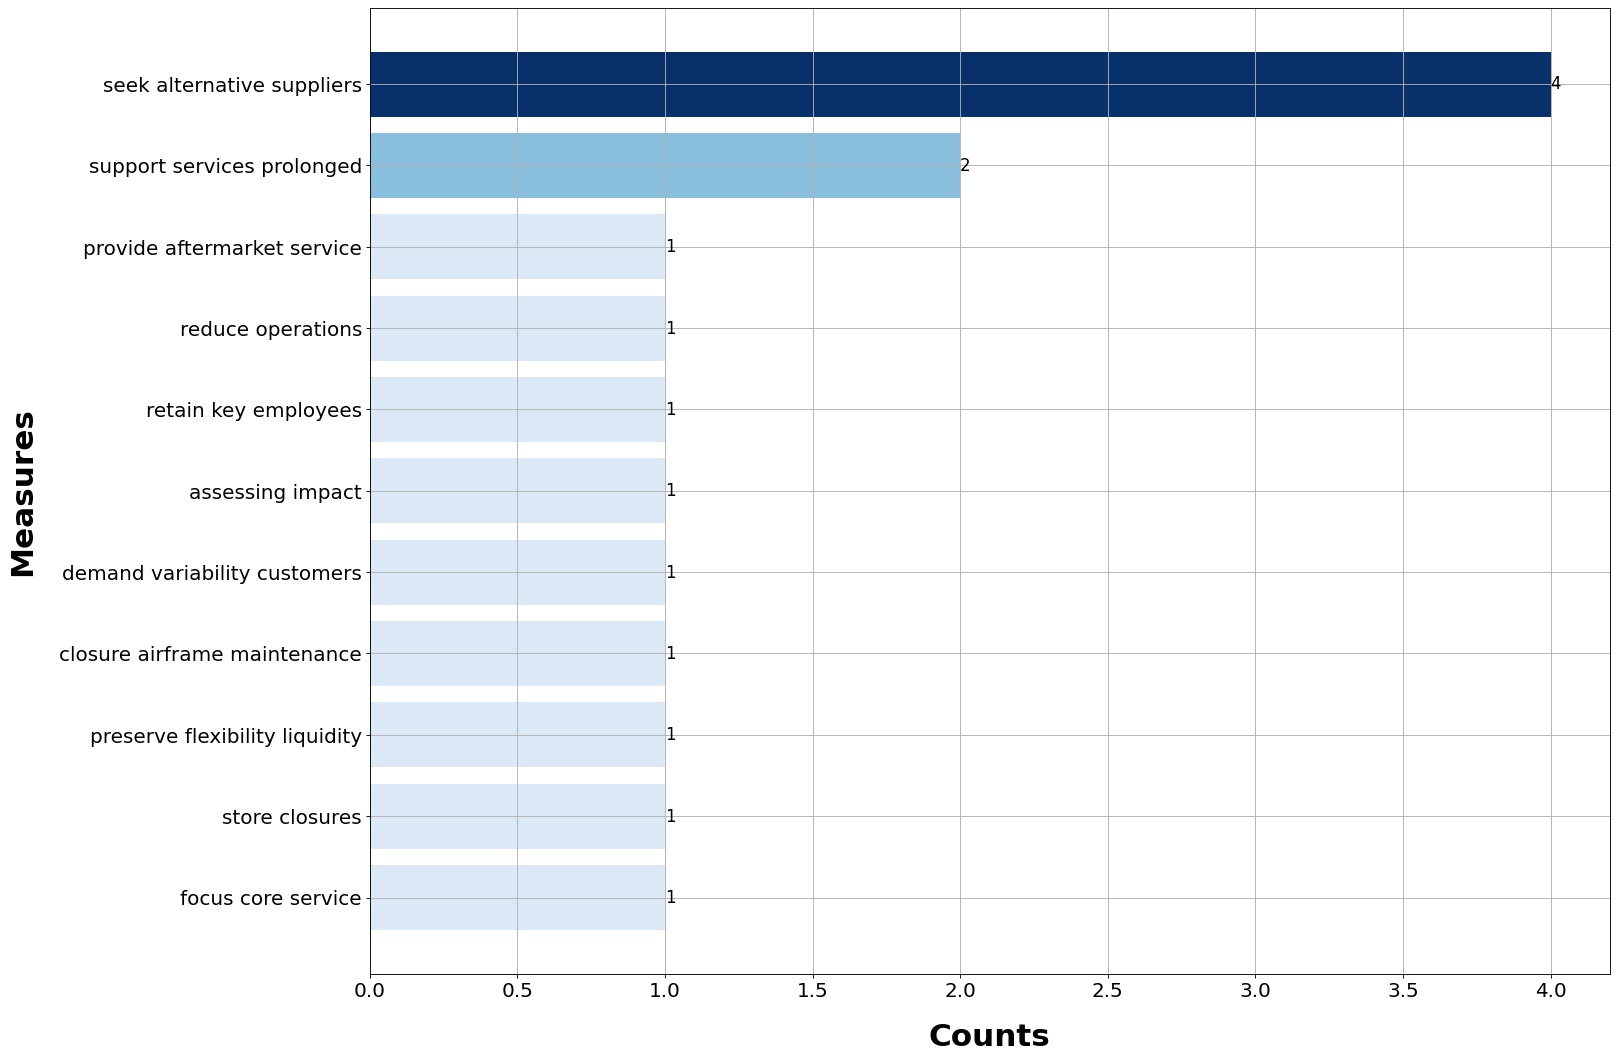 seek alternative suppliers 4
support services prolonged 2
provide aftermarket service 1
reduce operations 1
retain key employees 1
assessing impact 1
demand variability customers 1
closure airframe maintenance 1
preserve flexibility liquidity 1
store closures 1
focus core service 1
Measures
0.0 0.5 1.0 1.5 2.0 2.5 3.0 3.5 4.0
Counts